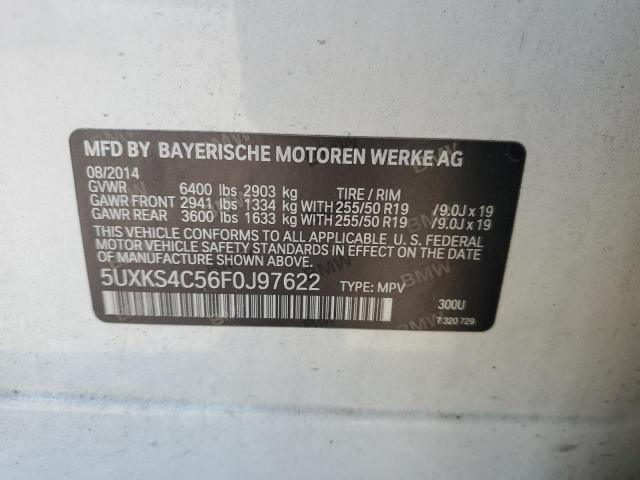 MFD BY BAYERISCHE MOTOREN WERKE AG
08/2014
GVWR 6400 lbs 2903 kg TIRE / RIM
GAWR FRONT 2941 lbs 1334 kg WITH 255/50 R19 /9.0J x 19
GAWR REAR 3600 lbs 1633 kg WITH 255/50 R19 /9.0J x 19
THIS VEHICLE CONFORMS TO ALL APPLICABLE U. S. FEDERAL
MOTOR VEHICLE SAFETY STANDARDS IN EFFECT ON THE DATE
OF MANUFACTURE SHOWN ABOVE.
5UXKS4C56F0J97622 TYPE: MPV 300U
7 320 729